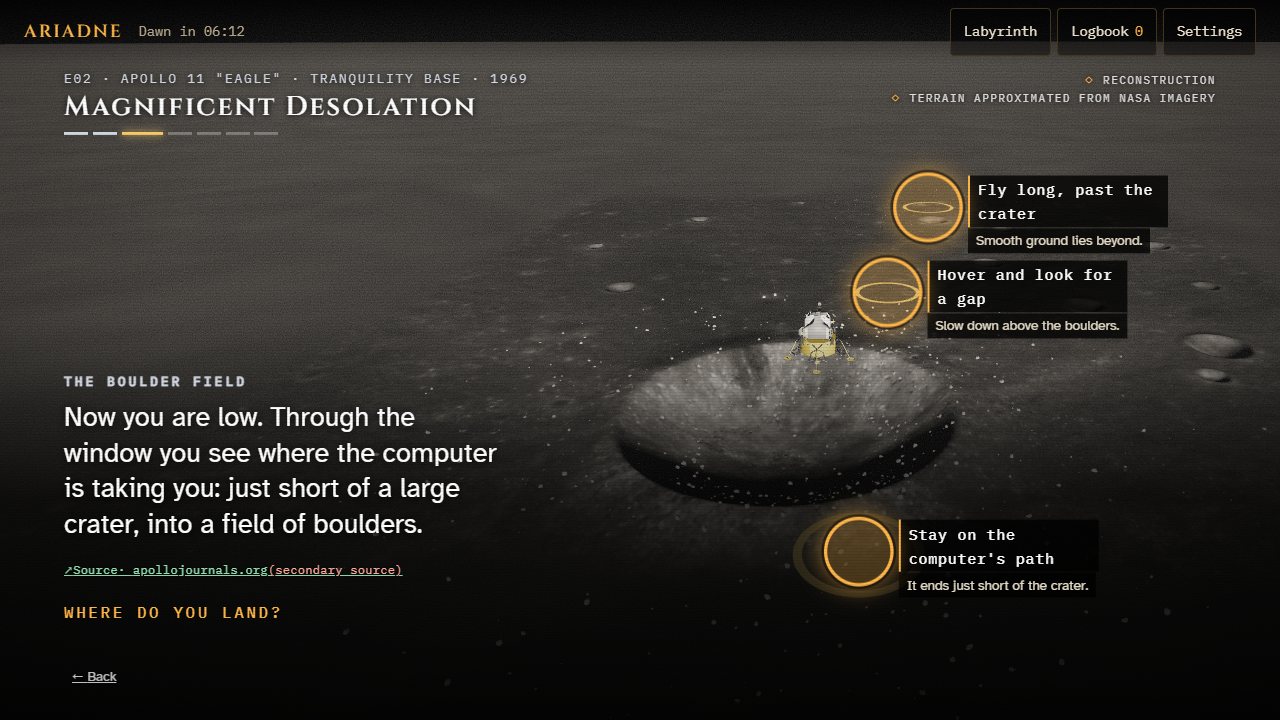 ARIADNE Dawn in 06:12
Labyrinth
Logbook 0
Settings
E02 · APOLLO 11 "EAGLE" · TRANQUILITY BASE · 1969
Magnificent Desolation
◇ RECONSTRUCTION
◇ TERRAIN APPROXIMATED FROM NASA IMAGERY
Fly long, past the
crater
Smooth ground lies beyond.
Hover and look for
a gap
Slow down above the boulders.
THE BOULDER FIELD
Now you are low. Through the
window you see where the computer
is taking you: just short of a large
crater, into a field of boulders.
↗Source· apollojournals.org(secondary source)
WHERE DO YOU LAND?
Stay on the
computer's path
It ends just short of the crater.
← Back